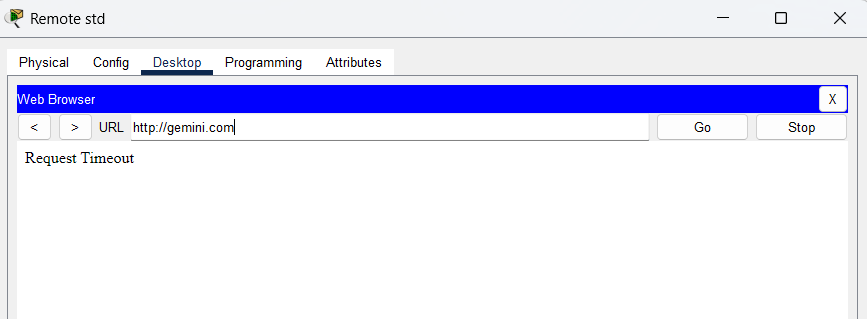 Remote std
Physical Config Desktop Programming Attributes
Web Browser X
< > URL http://gemini.com Go Stop
Request Timeout